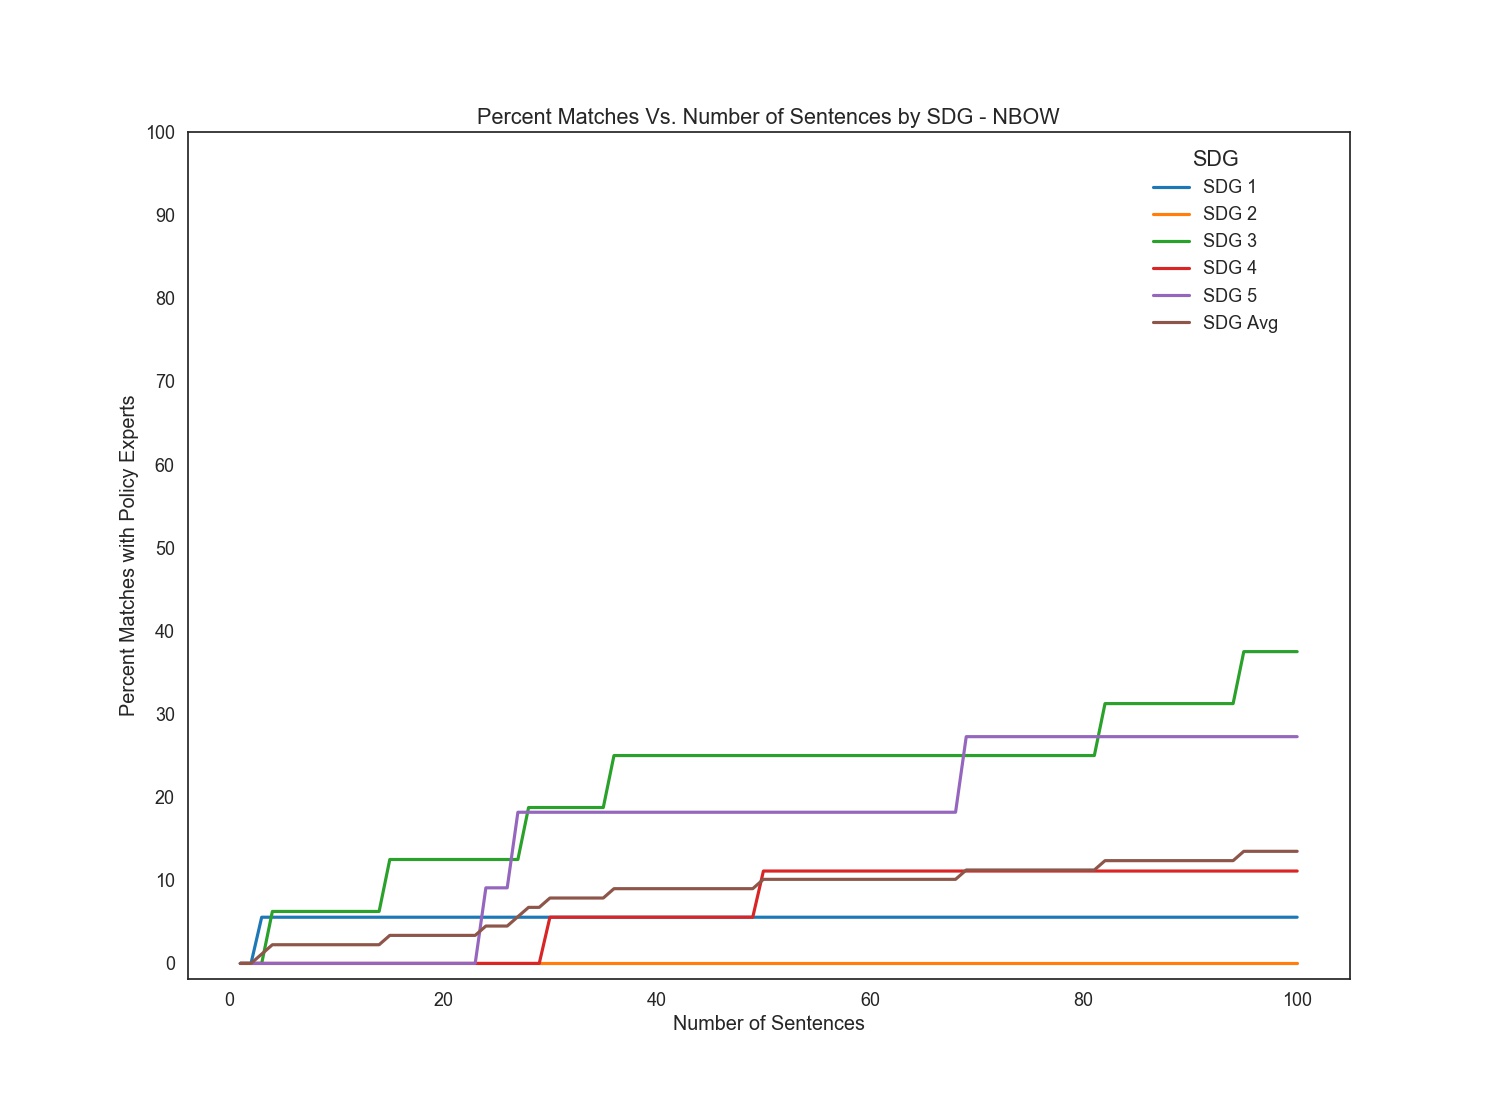 Percent Matches Vs. Number of Sentences by SDG - NBOW
SDG
SDG 1
SDG 2
SDG 3
SDG 4
SDG 5
SDG Avg
Percent Matches with Policy Experts
100
90
80
70
60
50
40
30
20
10
0
0 20 40 60 80 100
Number of Sentences